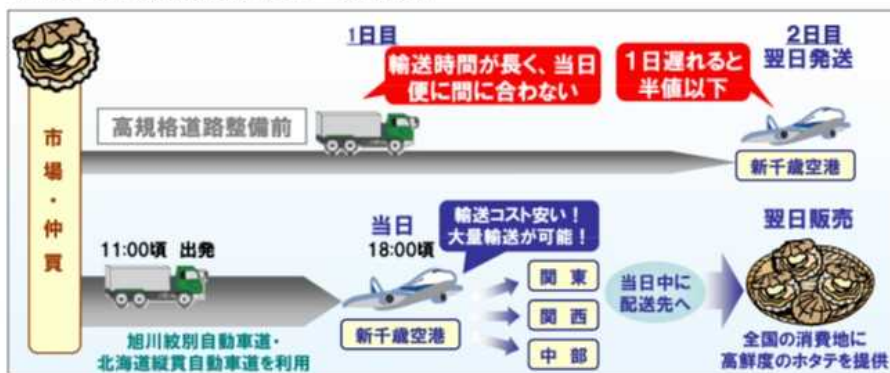 市場・仲買
1日目
輸送時間が長く、当日
便に間に合わない
1日遅れると
半値以下
2日目
翌日発送
高規格道路整備前
新千歳空港
11:00頃 出発
旭川紋別自動車道・
北海道縦貫自動車道を利用
当日
18:00頃
新千歳空港
輸送コスト安い!
大量輸送が可能!
関東
関西
中部
当日中に
配送先へ
翌日販売
全国の消費地に
高鮮度のホタテを提供